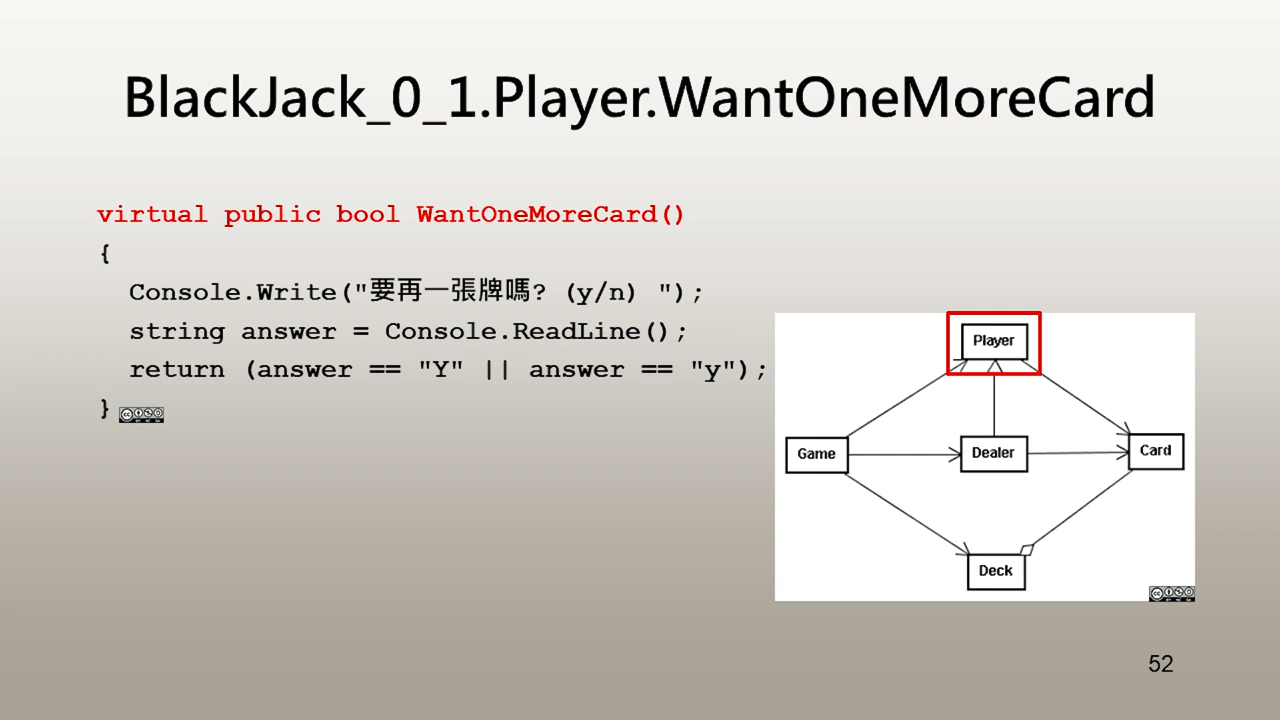 BlackJack_0_1.Player.WantOneMoreCard
virtual public bool WantOneMoreCard()
{
Console.Write("要再一張牌嗎? (y/n) ");
string answer = Console.ReadLine();
return (answer == "Y" || answer == "y");
}
Player
Game
Dealer
Card
Deck
52